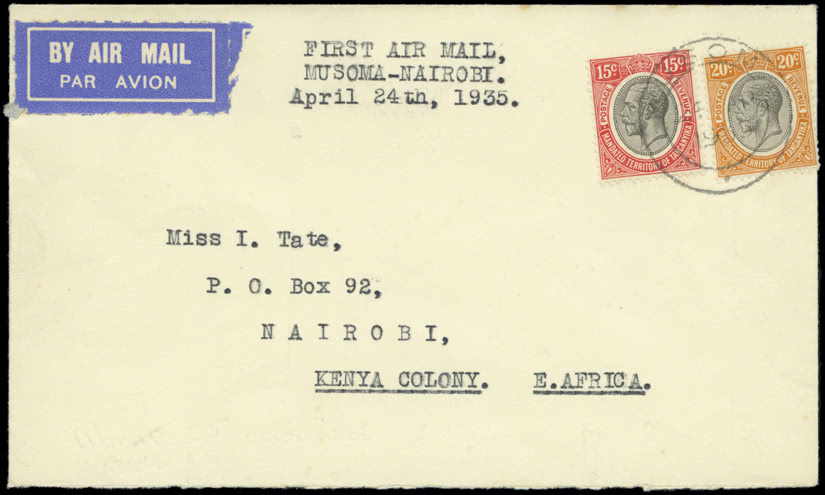 BY AIR MAIL
PAR AVION
FIRST AIR MAIL,
MUSOMA-NAIROBI.
April 24th, 1935.
15c 15c
POSTAGE REVENUE
MANDATED TERRITORY OF TANGANYIKA
20c 20c
POSTAGE REVENUE
MANDATED TERRITORY OF TANGANYIKA
Miss I. Tate,
P. O. Box 92,
NAIROBI,
KENYA COLONY. E.AFRICA.